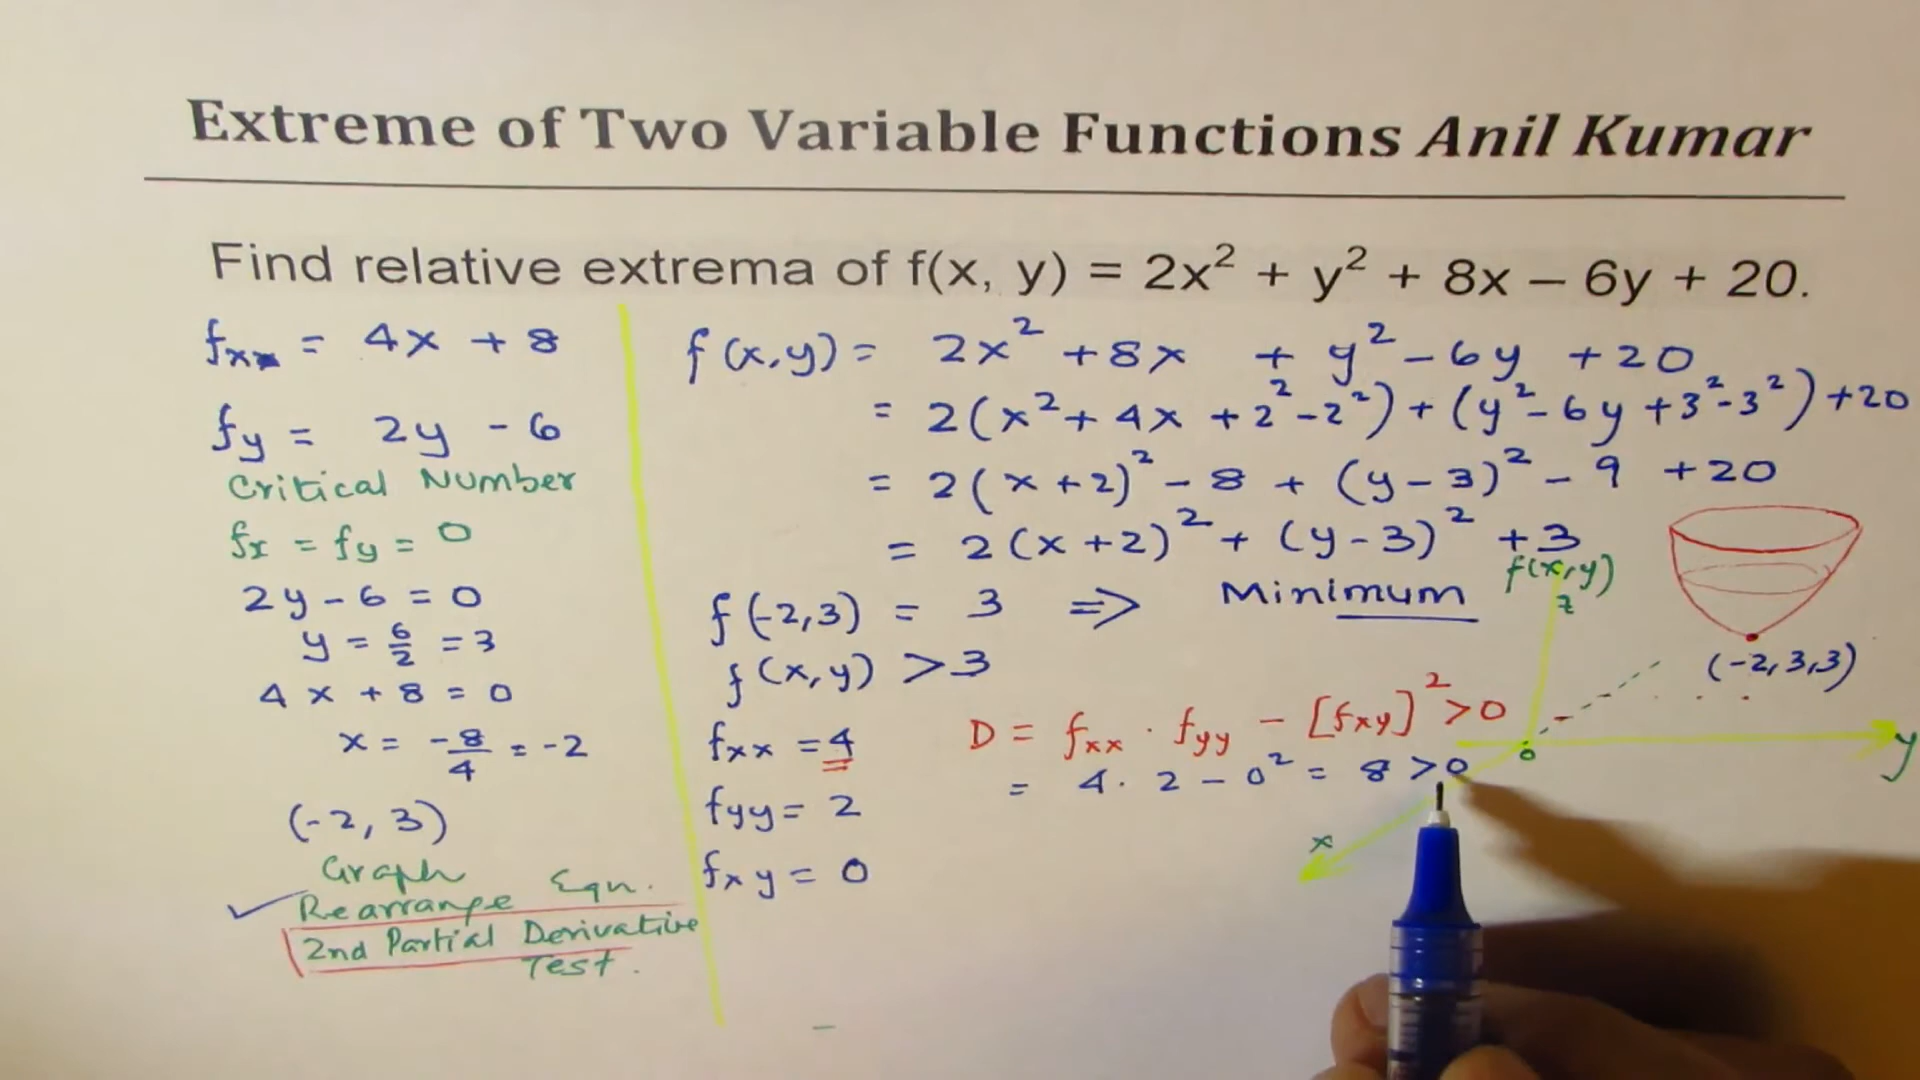 Extreme of Two Variable Functions Anil Kumar
Find relative extrema of f(x, y) = 2x² + y² + 8x – 6y + 20.
fx = 4x + 8
fy = 2y - 6
Critical Number
fx = fy = 0
2y - 6 = 0
y = 6/2 = 3
4x + 8 = 0
x = -8/4 = -2
(-2, 3)
Graph
Rearrange Eqn.
2nd Partial Derivative
Test.
f(x,y) = 2x² + 8x + y² - 6y + 20
= 2(x² + 4x + 2² - 2²) + (y² - 6y + 3² - 3²) + 20
= 2(x + 2)² - 8 + (y - 3)² - 9 + 20
= 2(x + 2)² + (y - 3)² + 3
f(-2,3) = 3 => Minimum
f(x,y) > 3
fxx = 4
fyy = 2
fxy = 0
D = fxx · fyy - [fxy]² > 0
= 4 · 2 - 0² = 8 > 0
f(x,y)
z
(-2,3,3)
0
y
x